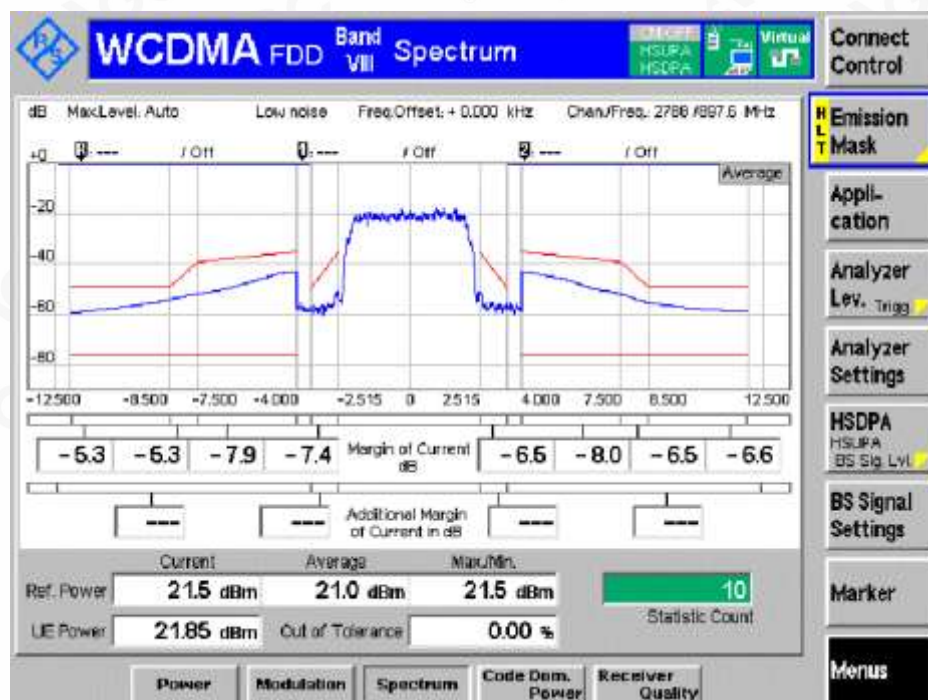 WCDMA FDD Band VIII Spectrum
HSUPA
HSDPA
Virtual
Connect Control
dB Max.Level: Auto Low noise Freq.Offset: + 0.000 kHz Chan./Freq.: 2788 /897.6 MHz
+0 3: --- / Off 1: --- / Off 2: --- / Off
Average
-20
-40
-60
-80
-12.500 -8.500 -7.500 -4.000 -2.515 0 2.515 4.000 7.500 8.500 12.500
-5.3 -6.3 -7.9 -7.4 Margin of Current dB -6.5 -8.0 -6.5 -6.6
--- --- Additional Margin of Current in dB --- ---
Current Average Max./Min.
Ref. Power 21.5 dBm 21.0 dBm 21.5 dBm 10
Statistic Count
UE Power 21.85 dBm Out of Tolerance 0.00 %
Power Modulation Spectrum Code Dom. Power Receiver Quality
RLT Emission Mask
Appli-
cation
Analyzer
Lev. Trigg
Analyzer
Settings
HSDPA
HSUPA
BS Sig. Lvl.
BS Signal
Settings
Marker
Menus